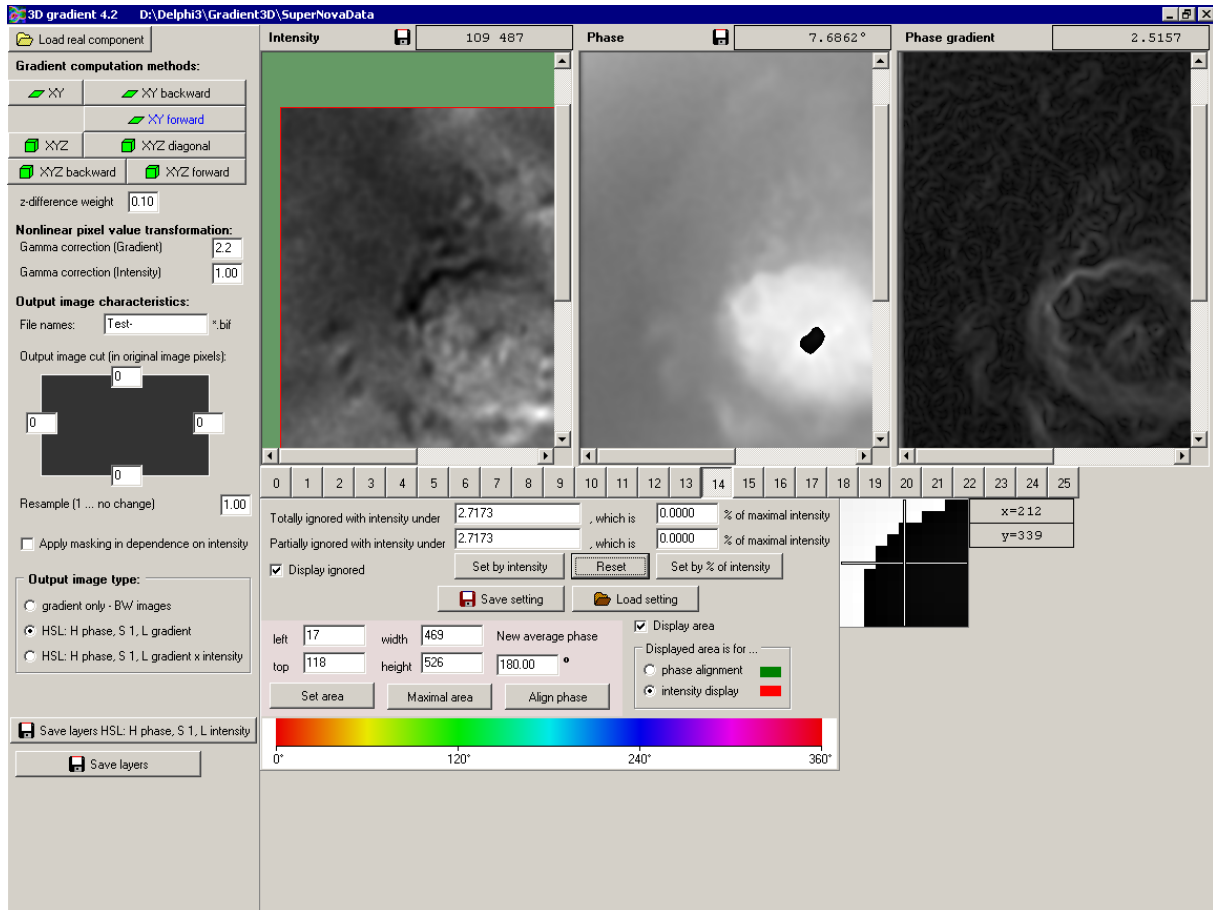 3D gradient 4.2 D:\Delphi3\Gradient3D\SuperNovaData
Load real component
Intensity 109 487 Phase 7.6862° Phase gradient 2.5157
Gradient computation methods:
XY XY backward
XY forward
XYZ XYZ diagonal
XYZ backward XYZ forward
z-difference weight 0.10
Nonlinear pixel value transformation:
Gamma correction (Gradient) 2.2
Gamma correction (Intensity) 1.00
Output image characteristics:
File names: Test- *.bif
Output image cut (in original image pixels):
0
0 0
0
Resample (1 ... no change) 1.00
Apply masking in dependence on intensity
Output image type:
gradient only - BW images
HSL: H phase, S 1, L gradient
HSL: H phase, S 1, L gradient x intensity
Save layers HSL: H phase, S 1, L intensity
Save layers
0 1 2 3 4 5 6 7 8 9 10 11 12 13 14 15 16 17 18 19 20 21 22 23 24 25
Totally ignored with intensity under 2.7173 , which is 0.0000 % of maximal intensity
Partially ignored with intensity under 2.7173 , which is 0.0000 % of maximal intensity
Display ignored Set by intensity Reset Set by % of intensity
Save setting Load setting
x=212
y=339
left 17 width 469 New average phase
top 118 height 526 180.00 °
Set area Maximal area Align phase
Display area
Displayed area is for ...
phase alignment
intensity display
0° 120° 240° 360°